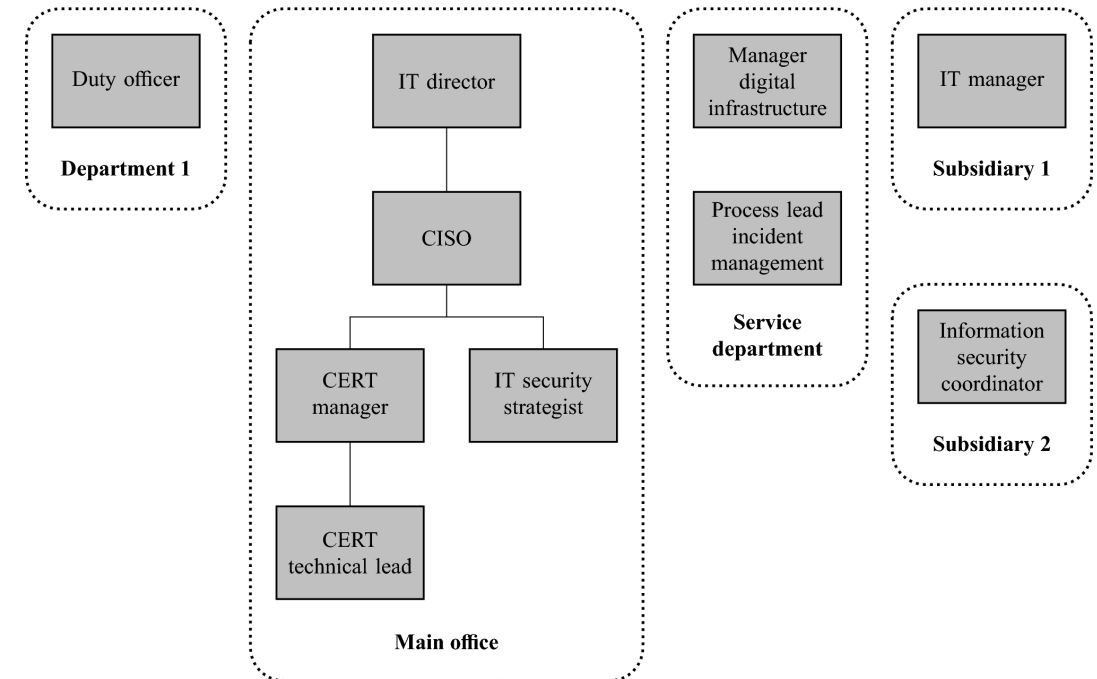 Duty officer
Department 1
IT director
CISO
CERT
manager
IT security
strategist
CERT
technical lead
Main office
Manager
digital
infrastructure
Process lead
incident
management
Service
department
IT manager
Subsidiary 1
Information
security
coordinator
Subsidiary 2